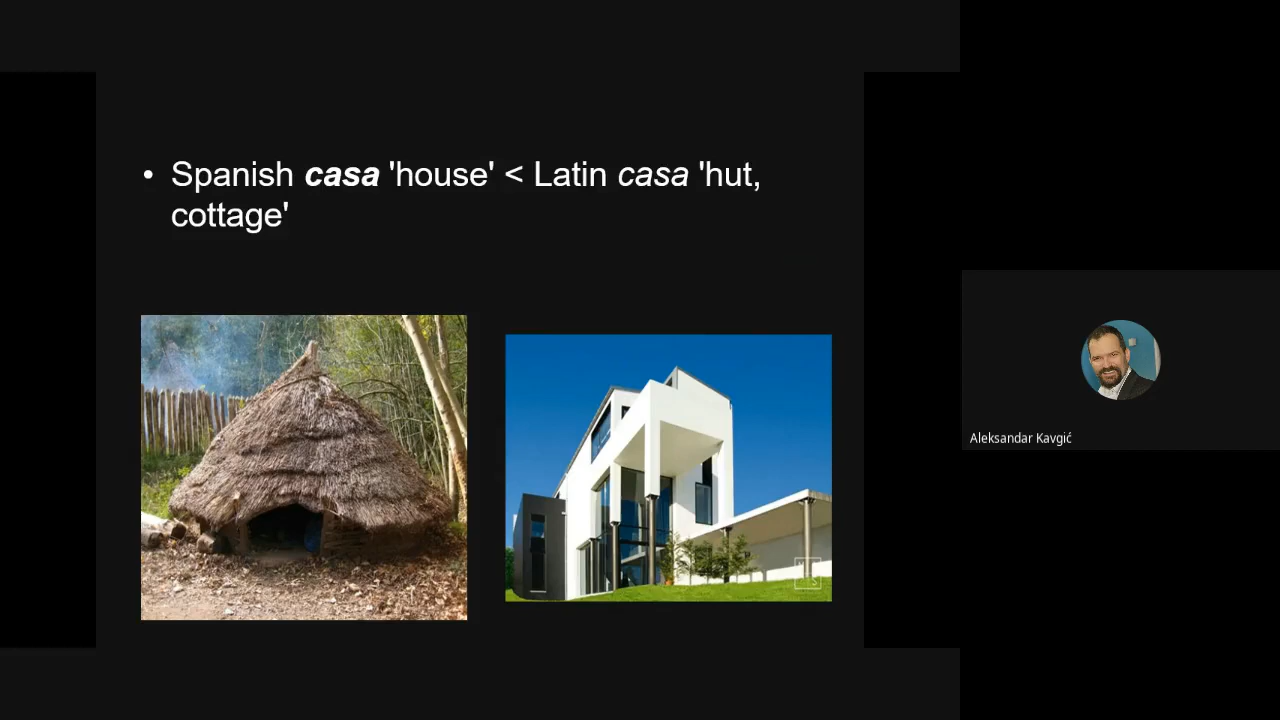 • Spanish casa 'house' < Latin casa 'hut,
cottage'
Aleksandar Kavgić